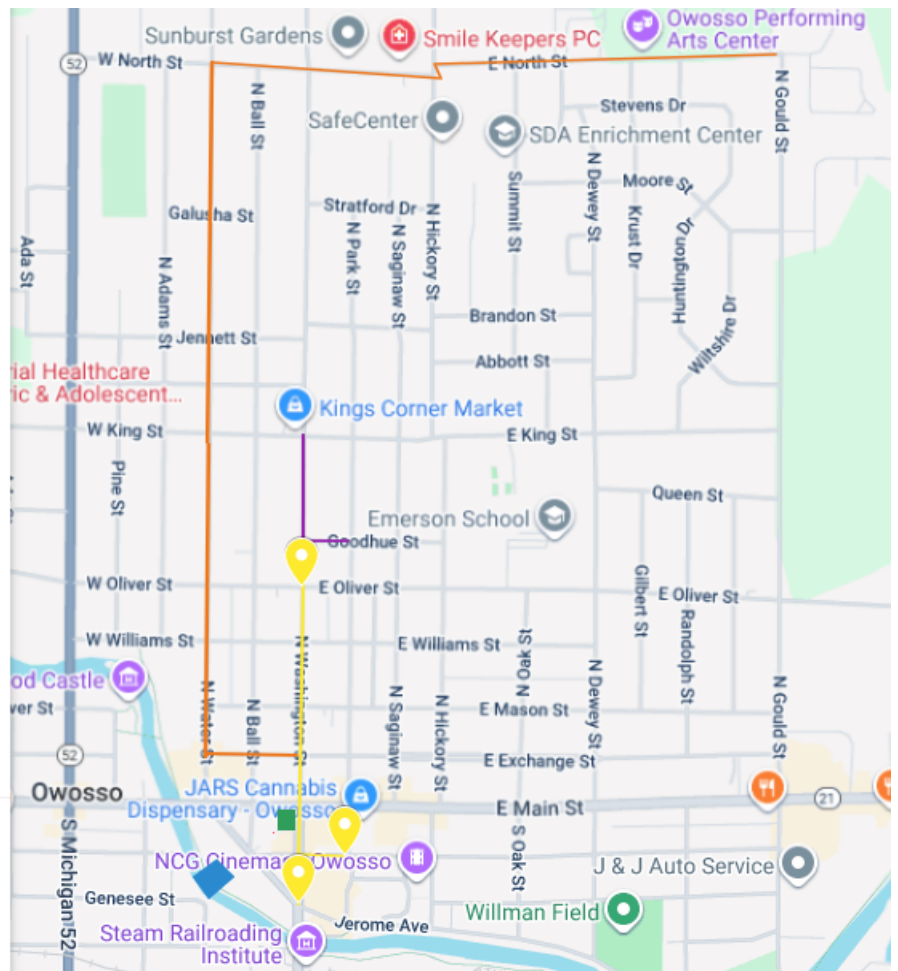 Owosso Performing
Arts Center
Sunburst Gardens
Smile Keepers PC
52
W North St
E North St
N Ball St
N Gould St
Stevens Dr
SafeCenter
SDA Enrichment Center
Moore St
Summit St
N Dewey St
Galusha St
Stratford Dr
N Hickory St
Krust Dr
Huntington Dr
N Park St
N Saginaw St
Ada St
N Adams St
Brandon St
Wiltshire Dr
Jennett St
Abbott St
rial Healthcare
ric & Adolescent...
Kings Corner Market
W King St
E King St
Pine St
Queen St
Emerson School
Goodhue St
W Oliver St
E Oliver St
Gilbert St
E Oliver St
Randolph St
W Williams St
E Williams St
N Oak St
N Washington St
od Castle
N Water St
N Ball St
N Saginaw St
N Hickory St
N Dewey St
N Gould St
ver St
E Mason St
52
E Exchange St
Owosso
JARS Cannabis
Dispensary - Owosso
E Main St
21
S Michigan
52
S Oak St
NCG Cinema Owosso
J & J Auto Service
Genesee St
Willman Field
Jerome Ave
Steam Railroading
Institute